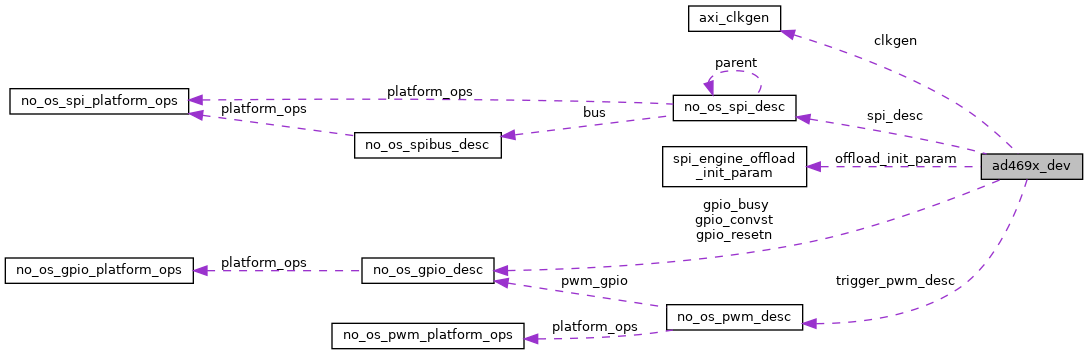 axi_clkgen
clkgen
parent
no_os_spi_platform_ops
platform_ops
platform_ops
no_os_spi_desc
bus
spi_desc
no_os_spibus_desc
spi_engine_offload
_init_param
offload_init_param
ad469x_dev
gpio_busy
gpio_convst
gpio_resetn
no_os_gpio_platform_ops
platform_ops
no_os_gpio_desc
pwm_gpio
trigger_pwm_desc
no_os_pwm_platform_ops
platform_ops
no_os_pwm_desc